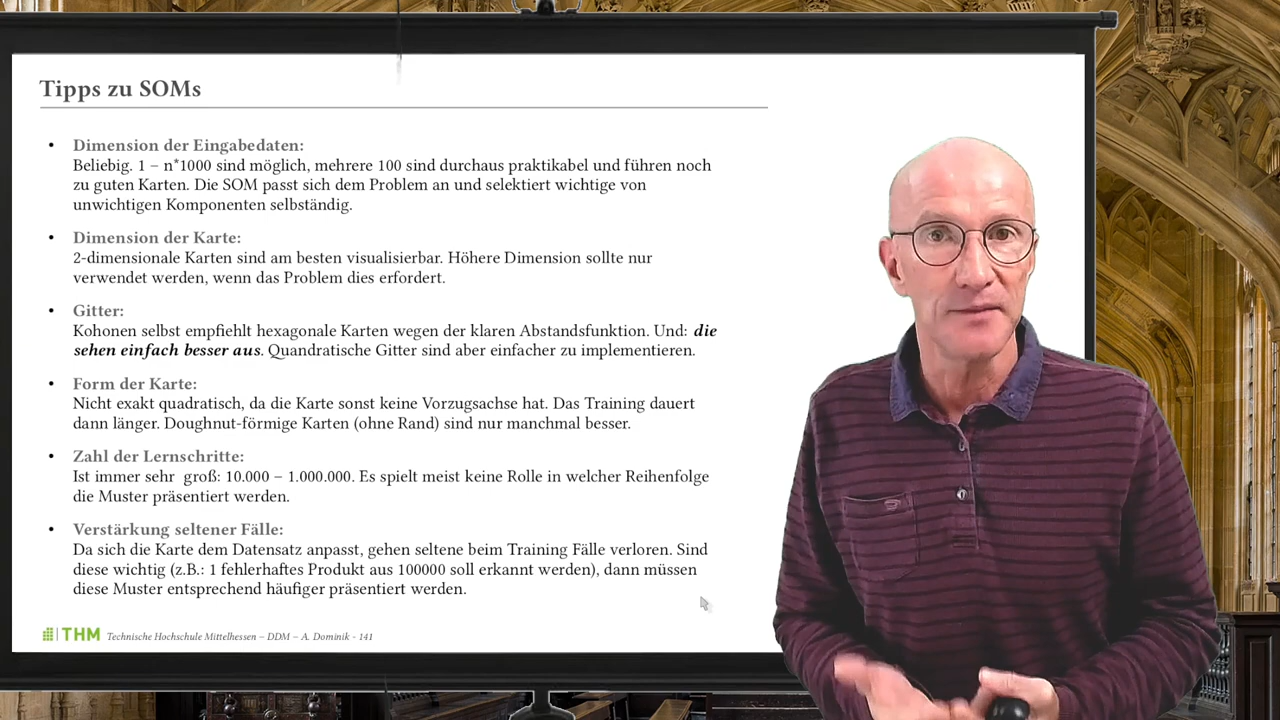 Tipps zu SOMs
• Dimension der Eingabedaten:
Beliebig. 1 – n*1000 sind möglich, mehrere 100 sind durchaus praktikabel und führen noch
zu guten Karten. Die SOM passt sich dem Problem an und selektiert wichtige von
unwichtigen Komponenten selbständig.
• Dimension der Karte:
2-dimensionale Karten sind am besten visualisierbar. Höhere Dimension sollte nur
verwendet werden, wenn das Problem dies erfordert.
• Gitter:
Kohonen selbst empfiehlt hexagonale Karten wegen der klaren Abstandsfunktion. Und: die
sehen einfach besser aus. Quandratische Gitter sind aber einfacher zu implementieren.
• Form der Karte:
Nicht exakt quadratisch, da die Karte sonst keine Vorzugsachse hat. Das Training dauert
dann länger. Doughnut-förmige Karten (ohne Rand) sind nur manchmal besser.
• Zahl der Lernschritte:
Ist immer sehr groß: 10.000 – 1.000.000. Es spielt meist keine Rolle in welcher Reihenfolge
die Muster präsentiert werden.
• Verstärkung seltener Fälle:
Da sich die Karte dem Datensatz anpasst, gehen seltene beim Training Fälle verloren. Sind
diese wichtig (z.B.: 1 fehlerhaftes Produkt aus 100000 soll erkannt werden), dann müssen
diese Muster entsprechend häufiger präsentiert werden.
THM Technische Hochschule Mittelhessen – DDM – A. Dominik - 141